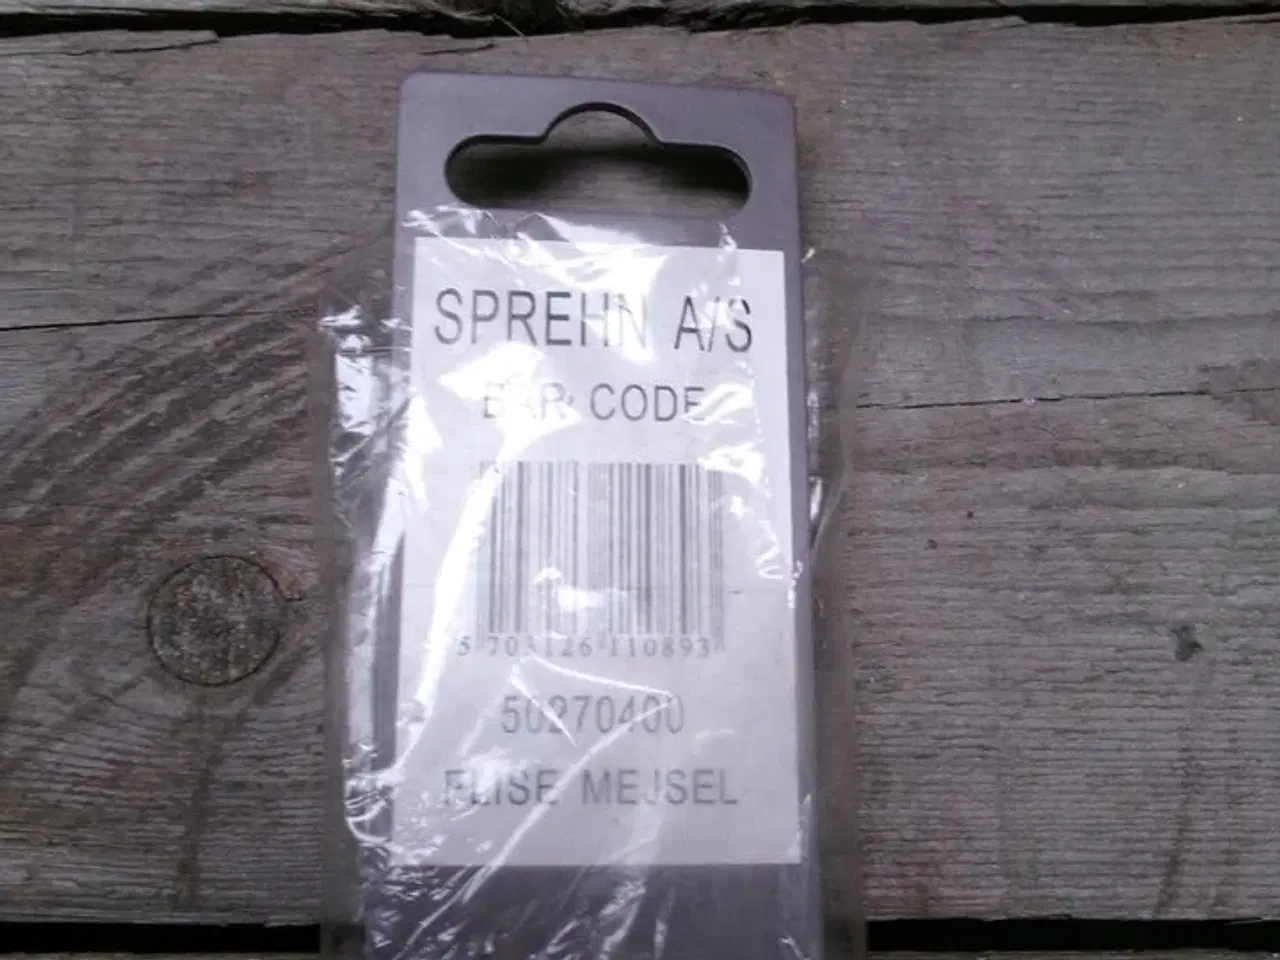 SPREHN A/S
BAR CODE
5 703126 110893
50270400
FLISE MEJSEL